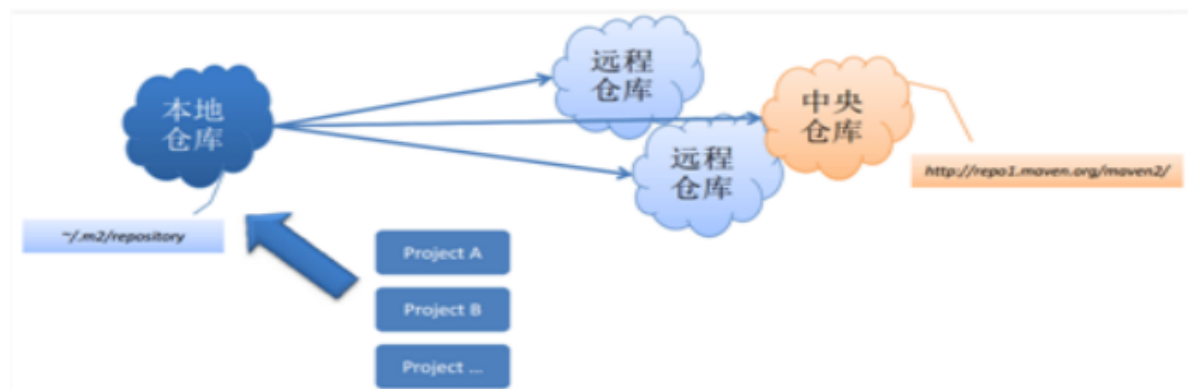 远程
仓库
本地
仓库
中央
仓库
远程
仓库
http://repo1.maven.org/maven2/
~/.m2/repository
Project A
Project B
Project ...